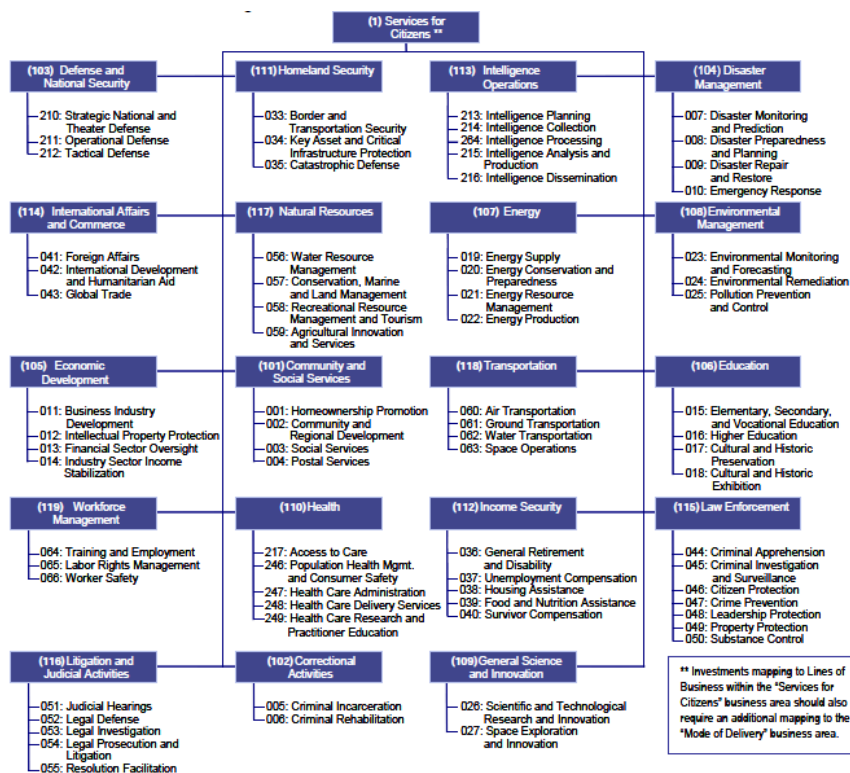 (1) Services for
Citizens **
(103) Defense and
National Security
210: Strategic National and
Theater Defense
211: Operational Defense
212: Tactical Defense
(111) Homeland Security
033: Border and
Transportation Security
034: Key Asset and Critical
Infrastructure Protection
035: Catastrophic Defense
(113) Intelligence
Operations
213: Intelligence Planning
214: Intelligence Collection
264: Intelligence Processing
215: Intelligence Analysis and
Production
216: Intelligence Dissemination
(104) Disaster
Management
007: Disaster Monitoring
and Prediction
008: Disaster Preparedness
and Planning
009: Disaster Repair
and Restore
010: Emergency Response
(114) International Affairs
and Commerce
041: Foreign Affairs
042: International Development
and Humanitarian Aid
043: Global Trade
(117) Natural Resources
056: Water Resource
Management
057: Conservation, Marine
and Land Management
058: Recreational Resource
Management and Tourism
059: Agricultural Innovation
and Services
(107) Energy
019: Energy Supply
020: Energy Conservation and
Preparedness
021: Energy Resource
Management
022: Energy Production
(108) Environmental
Management
023: Environmental Monitoring
and Forecasting
024: Environmental Remediation
025: Pollution Prevention
and Control
(105) Economic
Development
011: Business Industry
Development
012: Intellectual Property Protection
013: Financial Sector Oversight
014: Industry Sector Income
Stabilization
(101) Community and
Social Services
001: Homeownership Promotion
002: Community and
Regional Development
003: Social Services
004: Postal Services
(118) Transportation
060: Air Transportation
061: Ground Transportation
062: Water Transportation
063: Space Operations
(106) Education
015: Elementary, Secondary,
and Vocational Education
016: Higher Education
017: Cultural and Historic
Preservation
018: Cultural and Historic
Exhibition
(119) Workforce
Management
064: Training and Employment
065: Labor Rights Management
066: Worker Safety
(110) Health
217: Access to Care
246: Population Health Mgmt.
and Consumer Safety
247: Health Care Administration
248: Health Care Delivery Services
249: Health Care Research and
Practitioner Education
(112) Income Security
036: General Retirement
and Disability
037: Unemployment Compensation
038: Housing Assistance
039: Food and Nutrition Assistance
040: Survivor Compensation
(115) Law Enforcement
044: Criminal Apprehension
045: Criminal Investigation
and Surveillance
046: Citizen Protection
047: Crime Prevention
048: Leadership Protection
049: Property Protection
050: Substance Control
(116) Litigation and
Judicial Activities
051: Judicial Hearings
052: Legal Defense
053: Legal Investigation
054: Legal Prosecution and
Litigation
055: Resolution Facilitation
(102) Correctional
Activities
005: Criminal Incarceration
006: Criminal Rehabilitation
(109) General Science
and Innovation
026: Scientific and Technological
Research and Innovation
027: Space Exploration
and Innovation
** Investments mapping to Lines of
Business within the "Services for
Citizens" business area should also
require an additional mapping to the
"Mode of Delivery" business area.